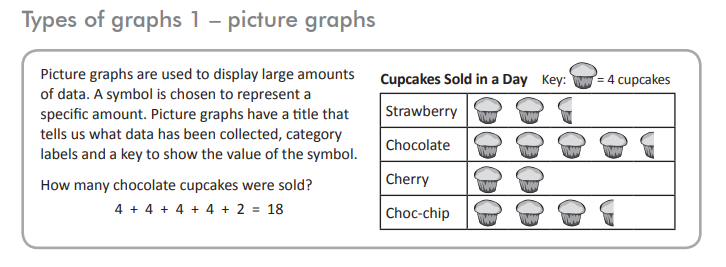 Types of graphs 1 – picture graphs
Picture graphs are used to display large amounts
of data. A symbol is chosen to represent a
specific amount. Picture graphs have a title that
tells us what data has been collected, category
labels and a key to show the value of the symbol.
How many chocolate cupcakes were sold?
4 + 4 + 4 + 4 + 2 = 18
Cupcakes Sold in a Day Key: = 4 cupcakes
Strawberry
Chocolate
Cherry
Choc-chip